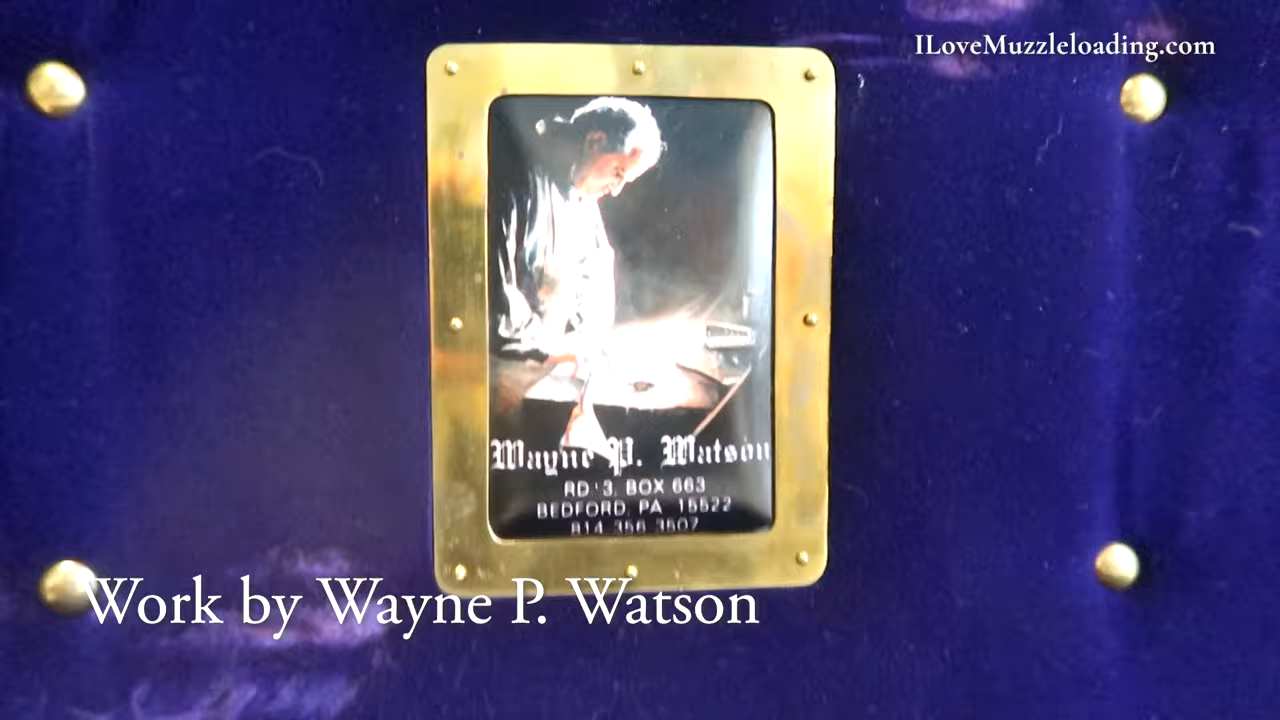 ILoveMuzzleloading.com
Wayne P. Watson
RD 3, BOX 663
BEDFORD, PA 15522
814 356 3507
Work by Wayne P. Watson